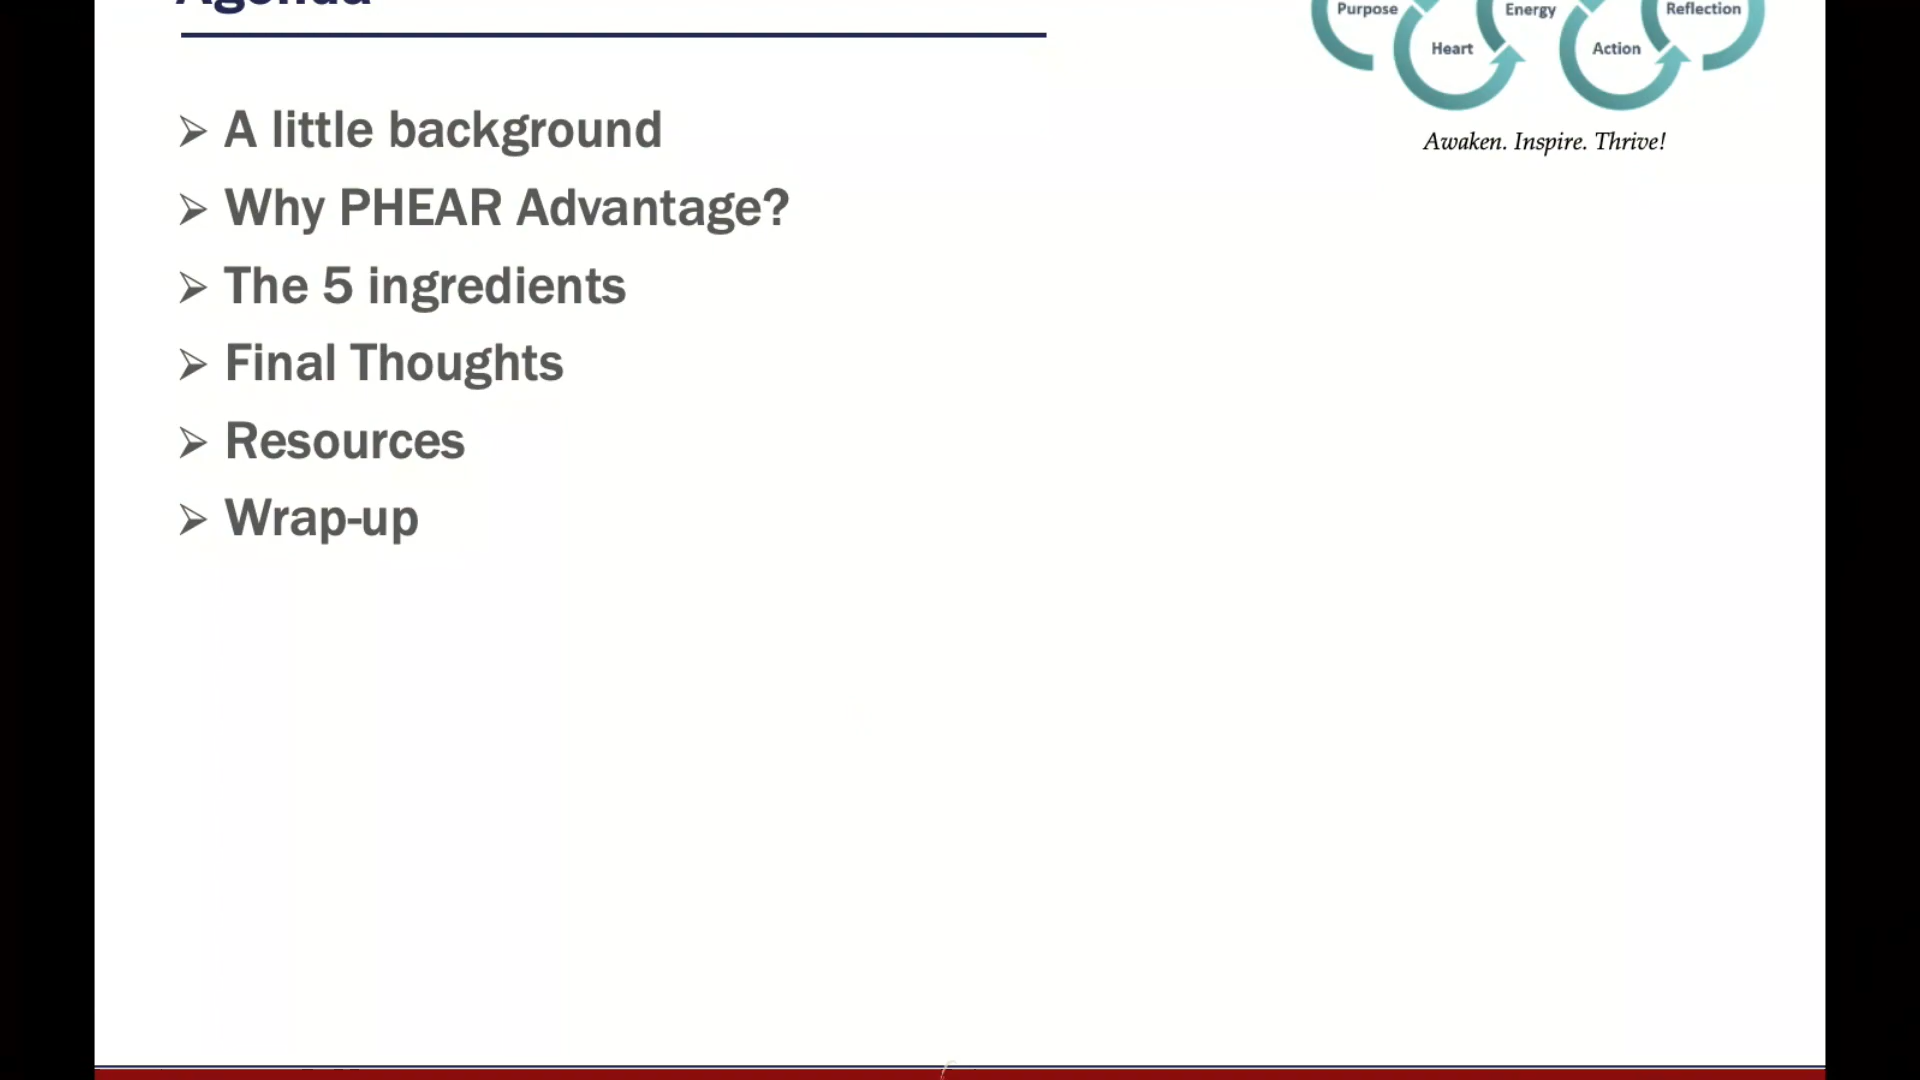 Agenda
Purpose
Energy
Reflection
Heart
Action
Awaken. Inspire. Thrive!
➢ A little background
➢ Why PHEAR Advantage?
➢ The 5 ingredients
➢ Final Thoughts
➢ Resources
➢ Wrap-up